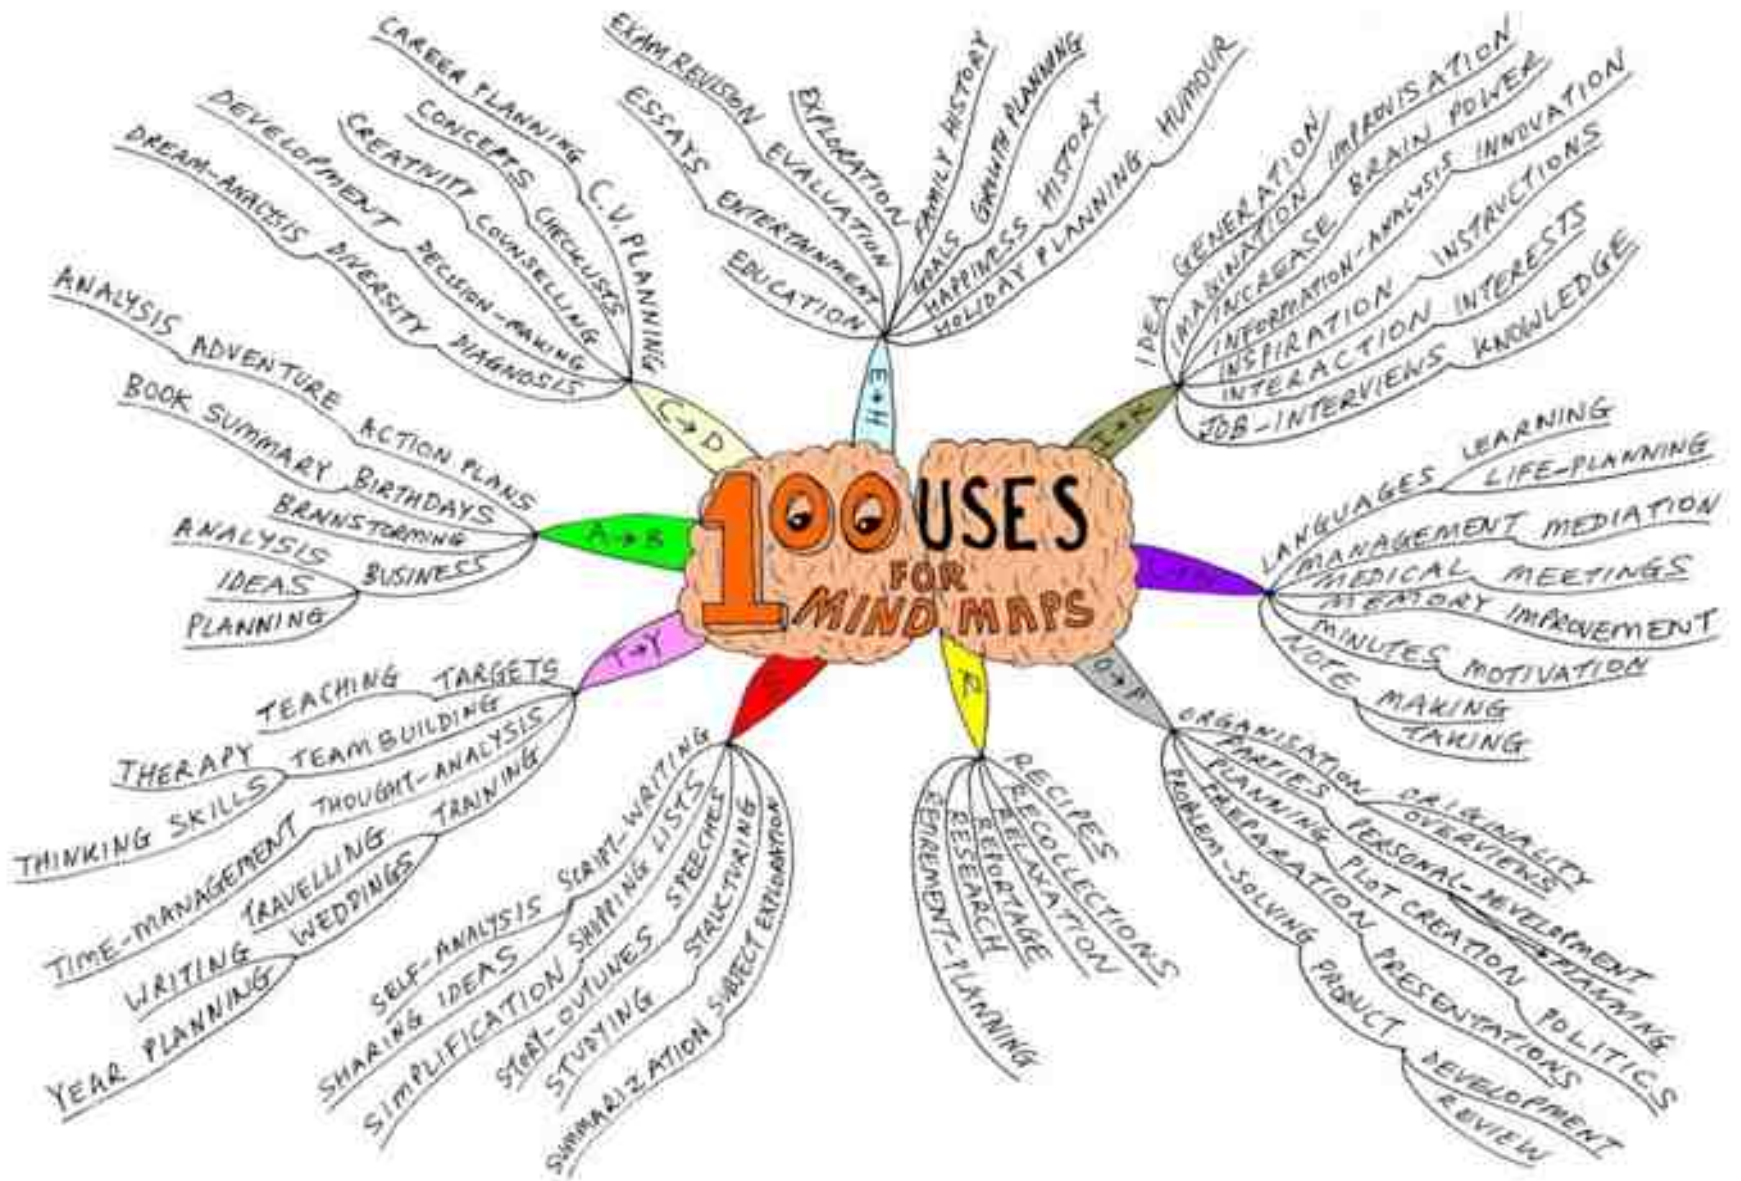 100 USES
FOR
MIND MAPS
A→B
ANALYSIS ADVENTURE ACTION PLANS
BOOK SUMMARY BIRTHDAYS
BRAINSTORMING
BUSINESS
ANALYSIS
IDEAS
PLANNING
C→D
CAREER PLANNING C.V. PLANNING
CONCEPTS CHECKLISTS
CREATIVITY COUNSELLING
DEVELOPMENT DECISION-MAKING
DREAM-ANALYSIS DIVERSITY DIAGNOSIS
E→H
EXAM REVISION EVALUATION
EXPLORATION
ESSAYS ENTERTAINMENT
EDUCATION
FAMILY HISTORY
GOALS GROWTH PLANNING
HAPPINESS HISTORY
HOLIDAY PLANNING HUMOUR
I→K
IDEA GENERATION
IMAGINATION IMPROVISATION
INCREASE BRAIN POWER
INFORMATION-ANALYSIS INNOVATION
INSPIRATION INSTRUCTIONS
INTERACTION INTERESTS
JOB-INTERVIEWS KNOWLEDGE
LANGUAGES LEARNING
LIFE-PLANNING
MANAGEMENT MEDIATION
MEDICAL MEETINGS
MEMORY IMPROVEMENT
MINUTES MOTIVATION
NOTE MAKING
TAKING
O→P
ORGANISATION ORIGINALITY
OVERVIEWS
PARTIES PERSONAL-DEVELOPMENT
PLANNING
PLANNING PLOT CREATION POLITICS
PREPARATION PRESENTATIONS
PROBLEM-SOLVING PRODUCT DEVELOPMENT
REVIEW
R
RECIPES
RECOLLECTIONS
RELAXATION
REPORTAGE
RESEARCH
RETIREMENT-PLANNING
SELF-ANALYSIS SCRIPT-WRITING
SHARING IDEAS SHOPPING LISTS
SIMPLIFICATION
STORY-OUTLINES SPEECHES
STUDYING STRUCTURING
SUMMARIZATION SUBJECT EXPLORATION
T→Y
TEACHING TARGETS
THERAPY TEAM BUILDING
THINKING SKILLS
TIME-MANAGEMENT THOUGHT-ANALYSIS
TRAVELLING TRAINING
WRITING WEDDINGS
YEAR PLANNING